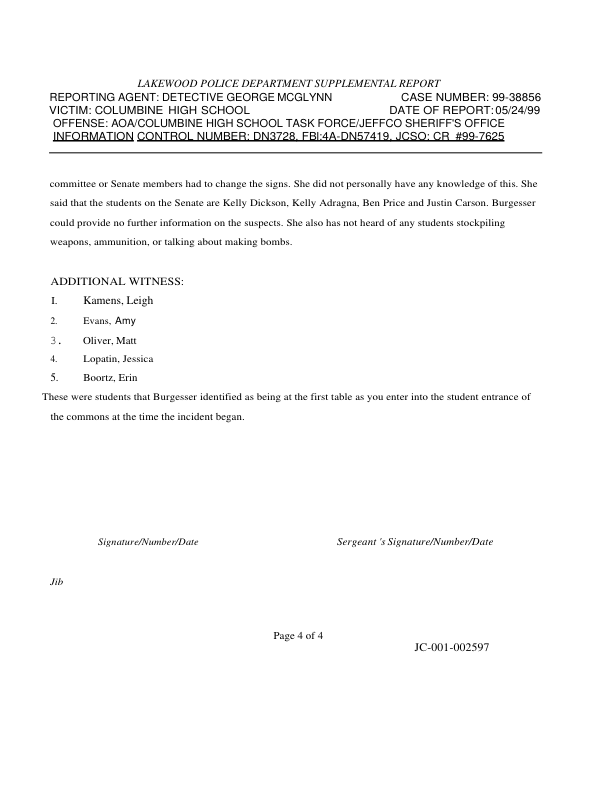 LAKEWOOD POLICE DEPARTMENT SUPPLEMENTAL REPORT
REPORTING AGENT: DETECTIVE GEORGE MCGLYNN CASE NUMBER: 99-38856
VICTIM: COLUMBINE HIGH SCHOOL DATE OF REPORT: 05/24/99
OFFENSE: AOA/COLUMBINE HIGH SCHOOL TASK FORCE/JEFFCO SHERIFF'S OFFICE
INFORMATION CONTROL NUMBER: DN3728, FBI:4A-DN57419, JCSO: CR #99-7625
committee or Senate members had to change the signs. She did not personally have any knowledge of this. She
said that the students on the Senate are Kelly Dickson, Kelly Adragna, Ben Price and Justin Carson. Burgesser
could provide no further information on the suspects. She also has not heard of any students stockpiling
weapons, ammunition, or talking about making bombs.
ADDITIONAL WITNESS:
I. Kamens, Leigh
2. Evans, Amy
3. Oliver, Matt
4. Lopatin, Jessica
5. Boortz, Erin
These were students that Burgesser identified as being at the first table as you enter into the student entrance of
the commons at the time the incident began.
Signature/Number/Date Sergeant 's Signature/Number/Date
Jib
Page 4 of 4
JC-001-002597